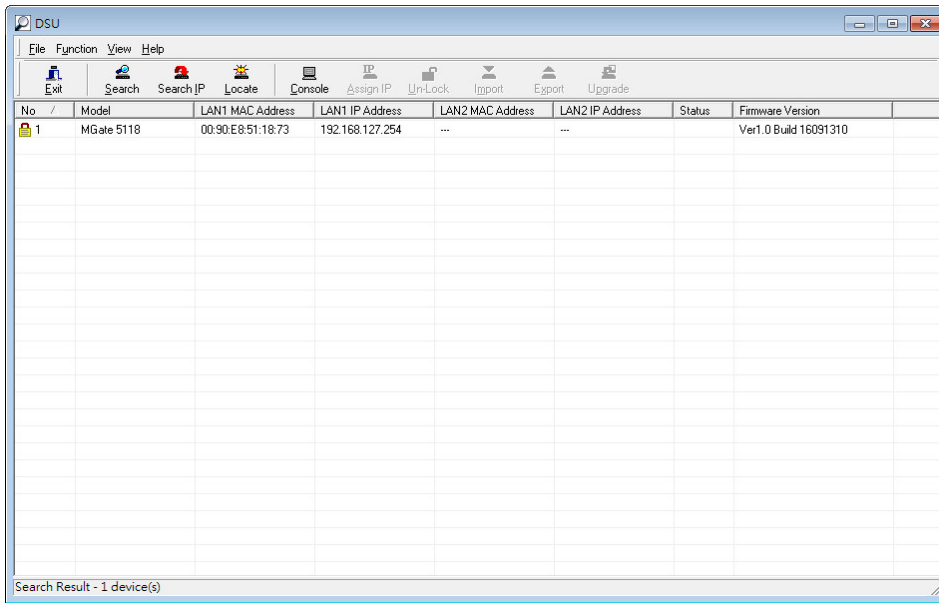 DSU
File Function View Help
Exit Search Search IP Locate Console Assign IP Un-Lock Import Export Upgrade
No Model LAN1 MAC Address LAN1 IP Address LAN2 MAC Address LAN2 IP Address Status Firmware Version
1 MGate 5118 00:90:E8:51:18:73 192.168.127.254 --- --- Ver1.0 Build 16091310
Search Result - 1 device(s)